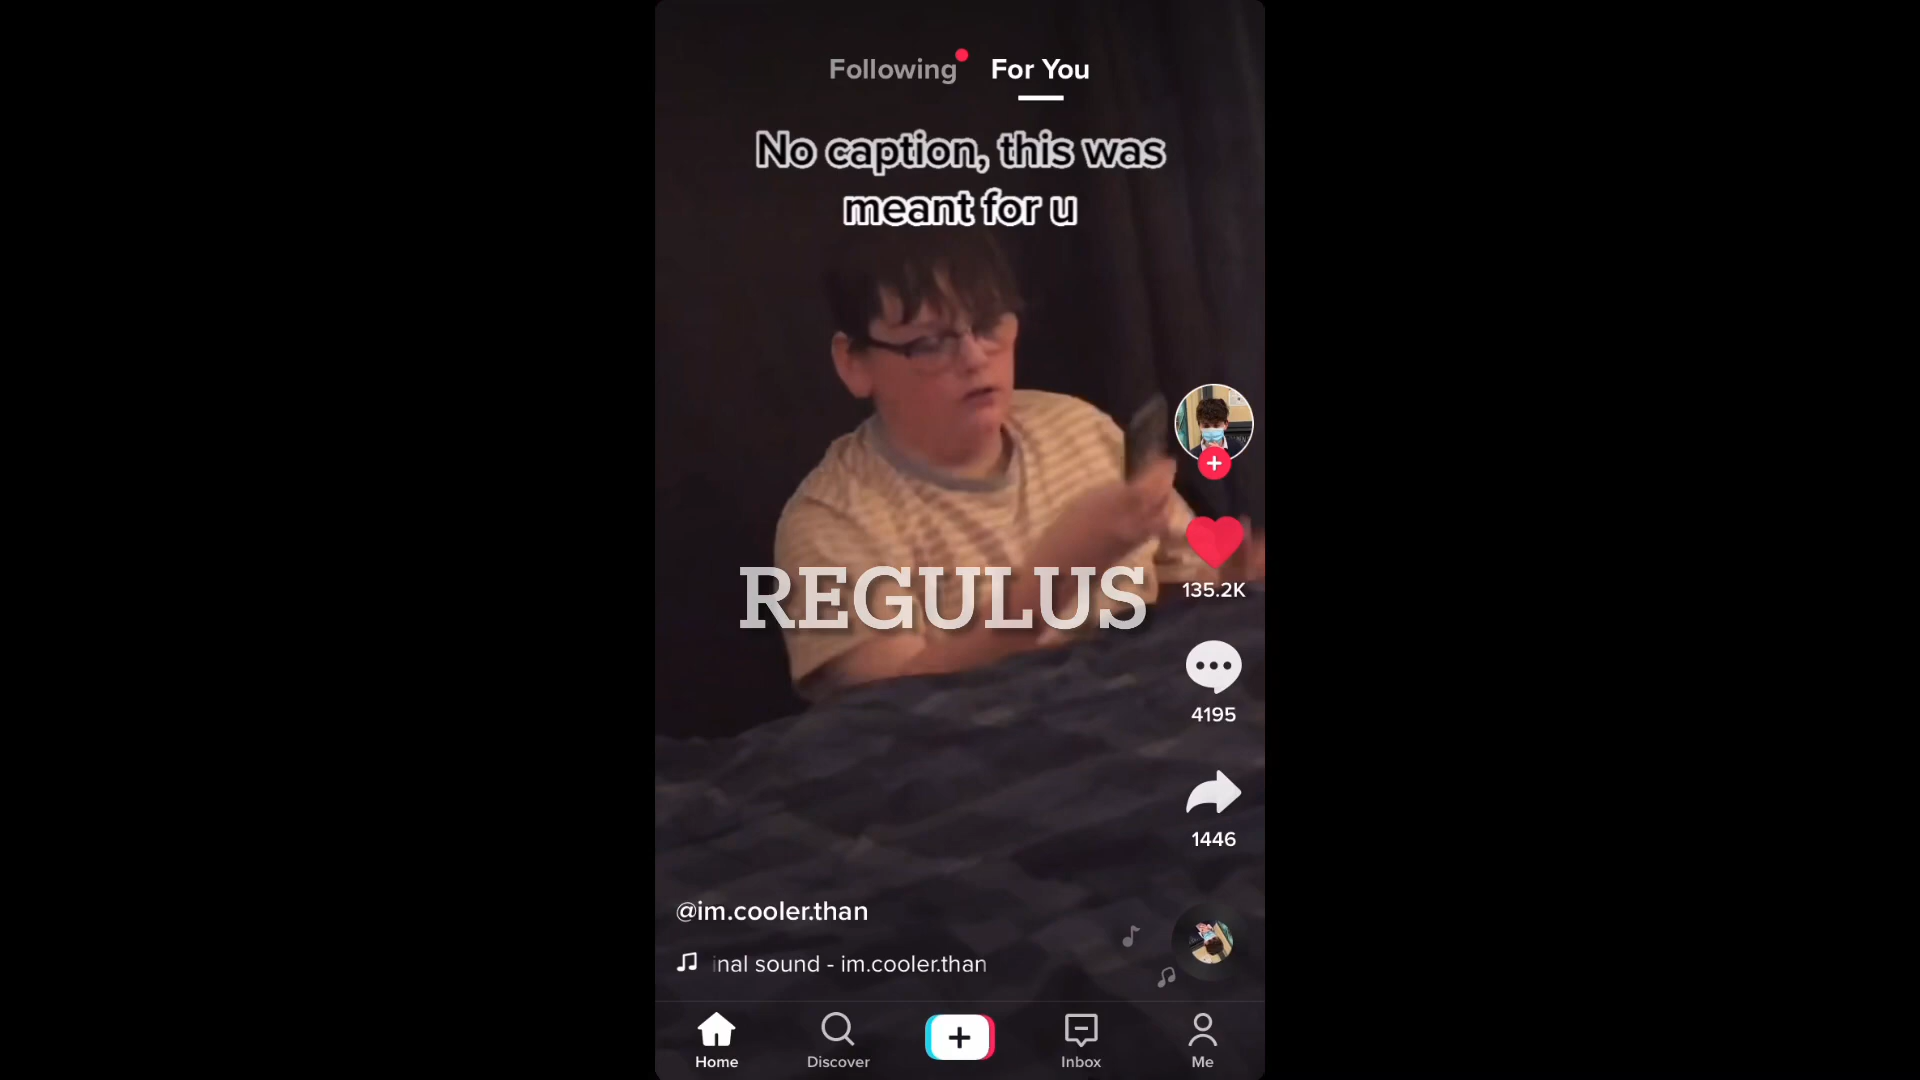 Following
For You
No caption, this was
meant for u
REGULUS
135.2K
4195
1446
@im.cooler.than
inal sound - im.cooler.than
Home
Discover
Inbox
Me